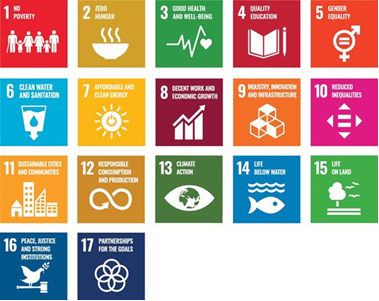 1 NO
POVERTY
2 ZERO
HUNGER
3 GOOD HEALTH
AND WELL-BEING
4 QUALITY
EDUCATION
5 GENDER
EQUALITY
6 CLEAN WATER
AND SANITATION
7 AFFORDABLE AND
CLEAN ENERGY
8 DECENT WORK AND
ECONOMIC GROWTH
9 INDUSTRY, INNOVATION
AND INFRASTRUCTURE
10 REDUCED
INEQUALITIES
11 SUSTAINABLE CITIES
AND COMMUNITIES
12 RESPONSIBLE
CONSUMPTION
AND PRODUCTION
13 CLIMATE
ACTION
14 LIFE
BELOW WATER
15 LIFE
ON LAND
16 PEACE, JUSTICE
AND STRONG
INSTITUTIONS
17 PARTNERSHIPS
FOR THE GOALS